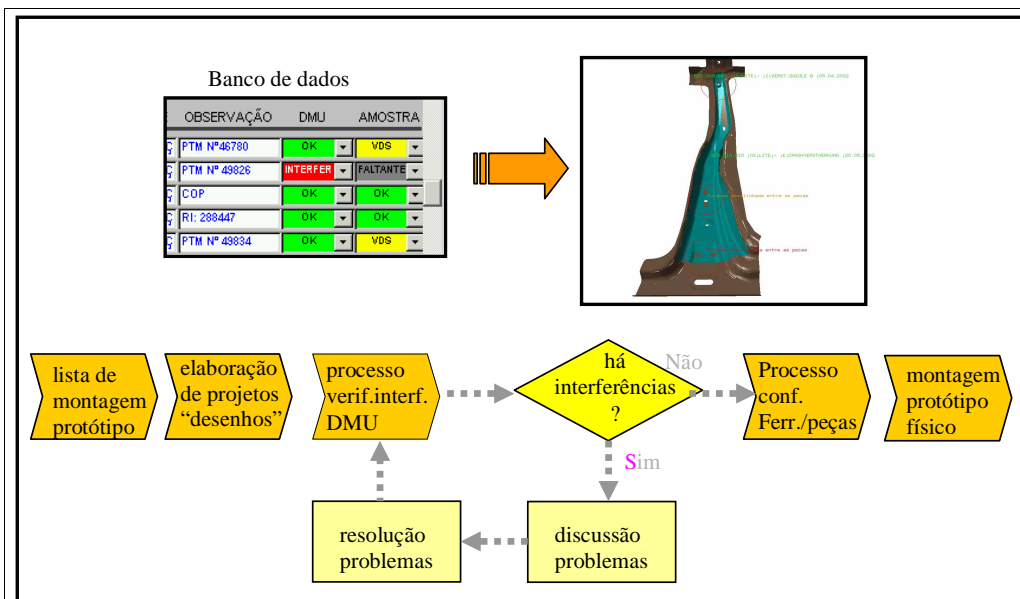 Banco de dados
OBSERVAÇÃO DMU AMOSTRA
PTM Nº46780 OK VDS
PTM Nº 49826 INTERFER FALTANTE
COP OK OK
RI: 288447 OK OK
PTM Nº 49834 OK VDS
lista de
montagem
protótipo
elaboração
de projetos
“desenhos”
processo
verif.interf.
DMU
há
interferências
?
Não
Processo
conf.
Ferr./peças
montagem
protótipo
físico
Sim
resolução
problemas
discussão
problemas